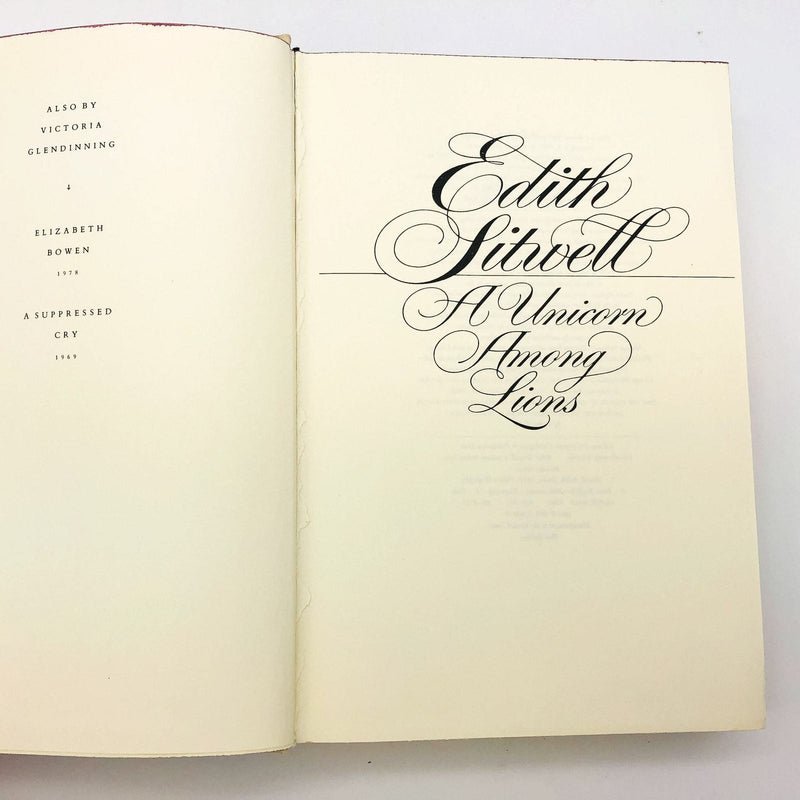 ALSO BY
VICTORIA
GLENDINNING
ELIZABETH
BOWEN
1978
A SUPPRESSED
CRY
1969
Edith
Sitwell
A Unicorn
Among
Lions